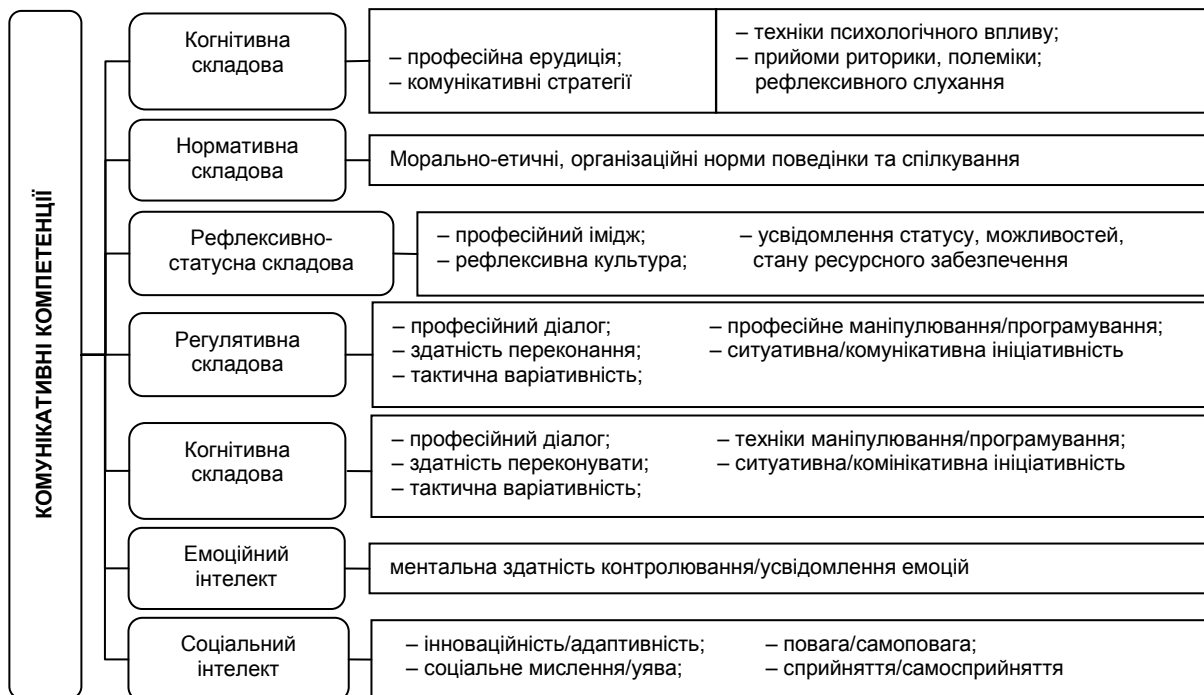 КОМУНІКАТИВНІ КОМПЕТЕНЦІЇ
Когнітивна
складова
– професійна ерудиція;
– комунікативні стратегії
– техніки психологічного впливу;
– прийоми риторики, полеміки;
рефлексивного слухання
Нормативна
складова
Морально-етичні, організаційні норми поведінки та спілкування
Рефлексивно-
статусна складова
– професійний імідж;
– рефлексивна культура;
– усвідомлення статусу, можливостей,
стану ресурсного забезпечення
Регулятивна
складова
– професійний діалог;
– здатність переконання;
– тактична варіативність;
– професійне маніпулювання/програмування;
– ситуативна/комунікативна ініціативність
Когнітивна
складова
– професійний діалог;
– здатність переконувати;
– тактична варіативність;
– техніки маніпулювання/програмування;
– ситуативна/комінікативна ініціативність
Емоційний
інтелект
ментальна здатність контролювання/усвідомлення емоцій
Соціальний
інтелект
– інноваційність/адаптивність;
– соціальне мислення/уява;
– повага/самоповага;
– сприйняття/самосприйняття